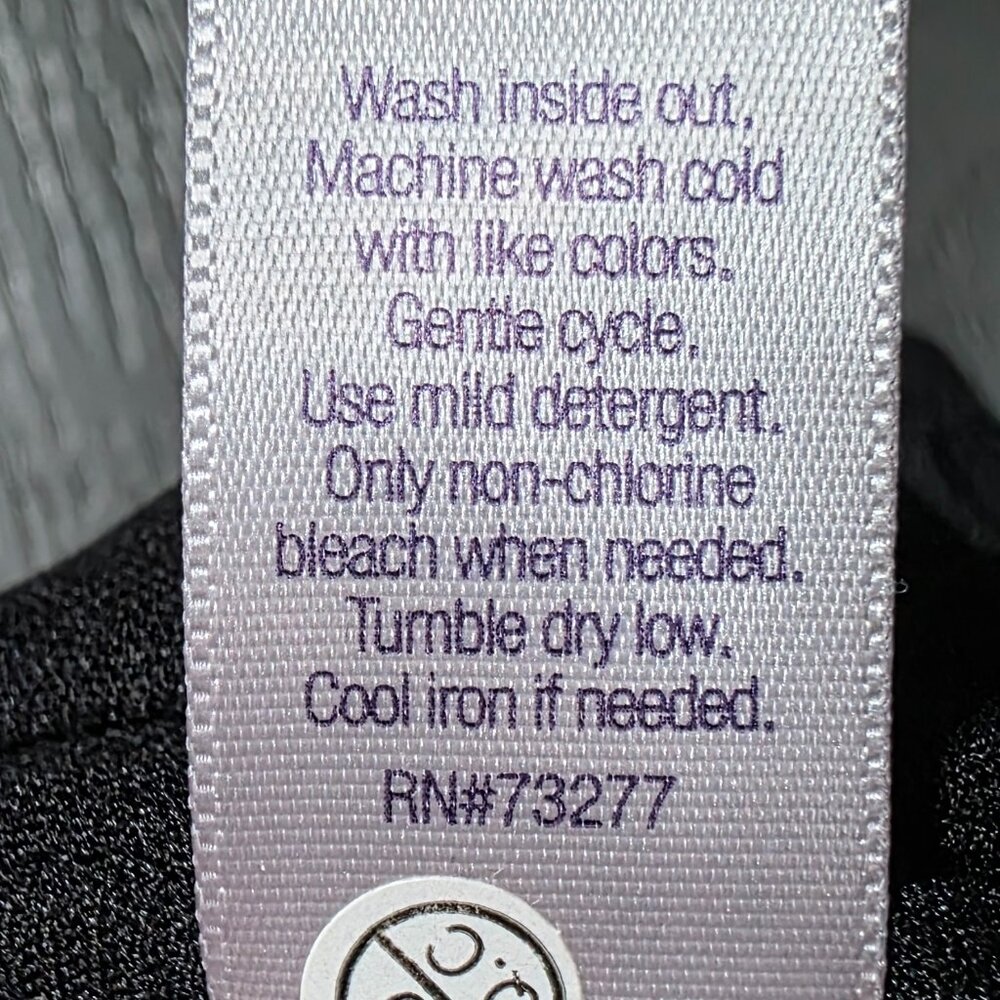 Wash inside out.
Machine wash cold
with like colors.
Gentle cycle.
Use mild detergent.
Only non-chlorine
bleach when needed.
Tumble dry low.
Cool iron if needed.
RN#73277